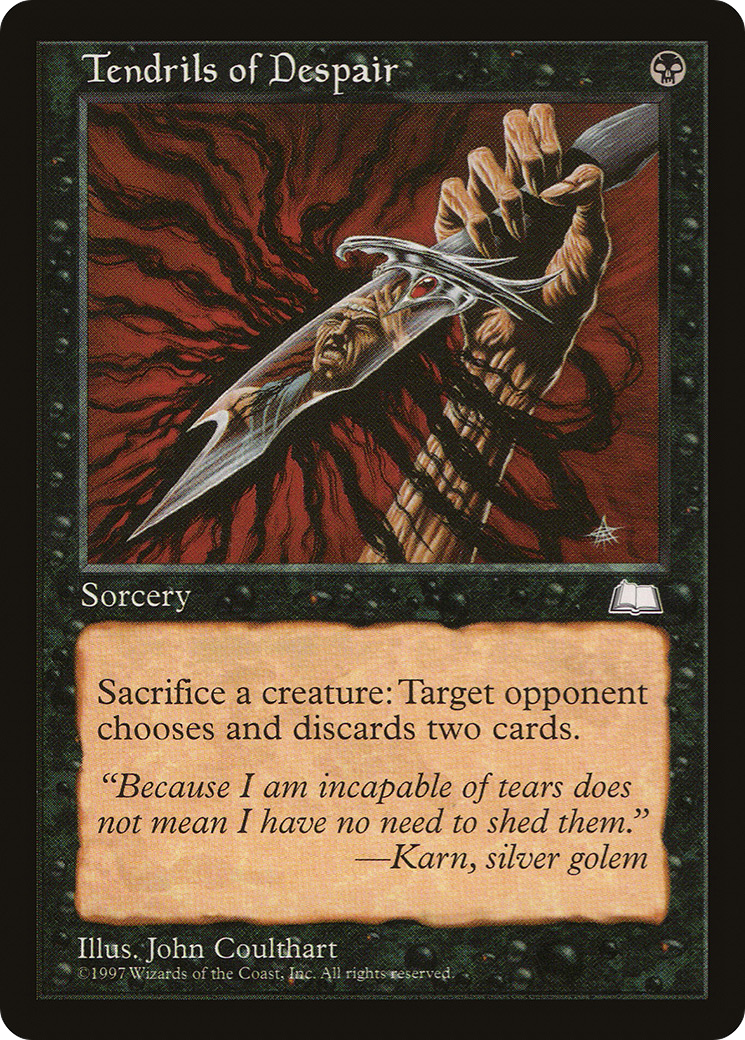 Tendrils of Despair
Sorcery
Sacrifice a creature: Target opponent
chooses and discards two cards.
“Because I am incapable of tears does
not mean I have no need to shed them.”
—Karn, silver golem
Illus. John Coulthart
©1997 Wizards of the Coast, Inc. All rights reserved.